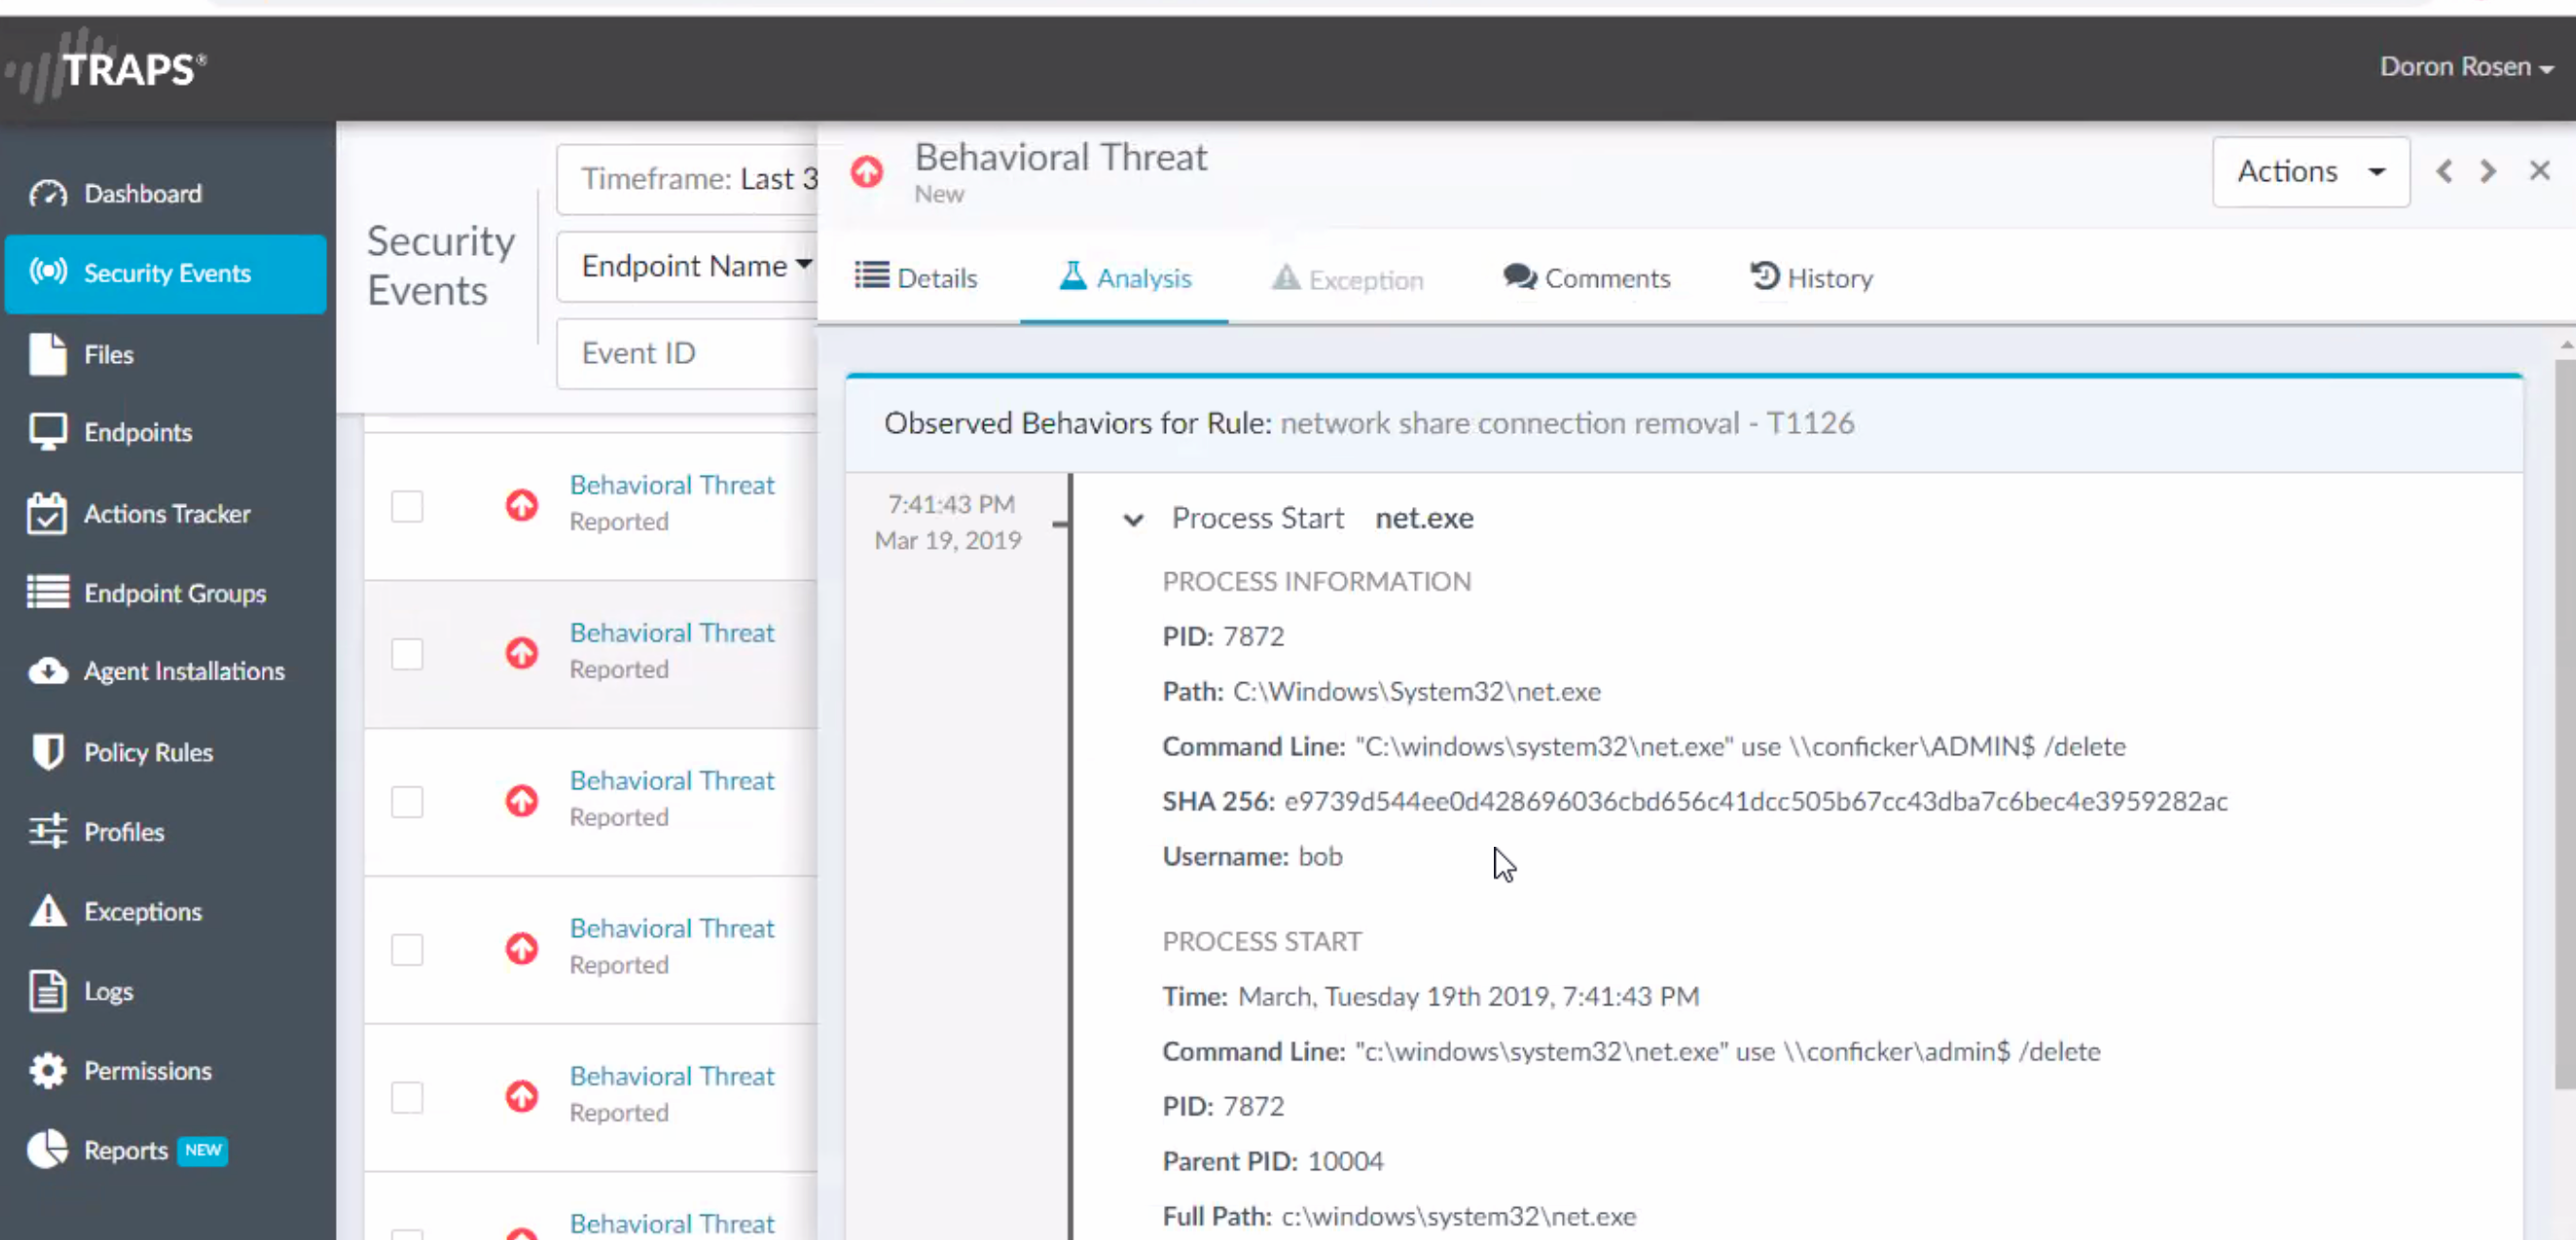 TRAPS®
Doron Rosen
Dashboard
Security Events
Files
Endpoints
Actions Tracker
Endpoint Groups
Agent Installations
Policy Rules
Profiles
Exceptions
Logs
Permissions
Reports NEW
Security
Events
Timeframe: Last 3
Endpoint Name
Event ID
Behavioral Threat
Reported
Behavioral Threat
Reported
Behavioral Threat
Reported
Behavioral Threat
Reported
Behavioral Threat
Reported
Behavioral Threat
Behavioral Threat
New
Actions
Details Analysis Exception Comments History
Observed Behaviors for Rule: network share connection removal - T1126
7:41:43 PM
Mar 19, 2019
Process Start net.exe
PROCESS INFORMATION
PID: 7872
Path: C:\Windows\System32\net.exe
Command Line: "C:\windows\system32\net.exe" use \\conficker\ADMIN$ /delete
SHA 256: e9739d544ee0d428696036cbd656c41dcc505b67cc43dba7c6bec4e3959282ac
Username: bob
PROCESS START
Time: March, Tuesday 19th 2019, 7:41:43 PM
Command Line: "c:\windows\system32\net.exe" use \\conficker\admin$ /delete
PID: 7872
Parent PID: 10004
Full Path: c:\windows\system32\net.exe